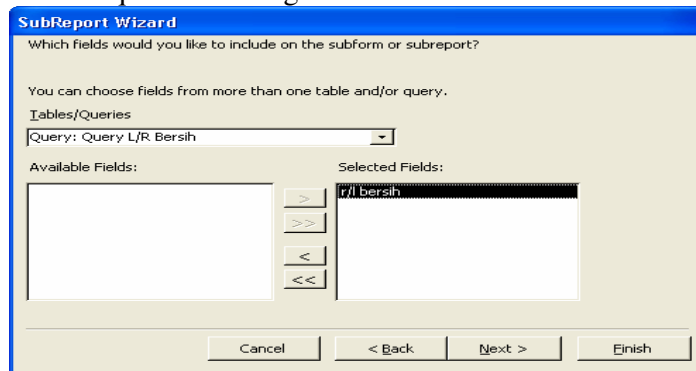 SubReport Wizard
Which fields would you like to include on the subform or subreport?
You can choose fields from more than one table and/or query.
Tables/Queries
Query: Query L/R Bersih
Available Fields:
Selected Fields:
r/l bersih
>
>>
<
<<
Cancel
< Back
Next >
Finish